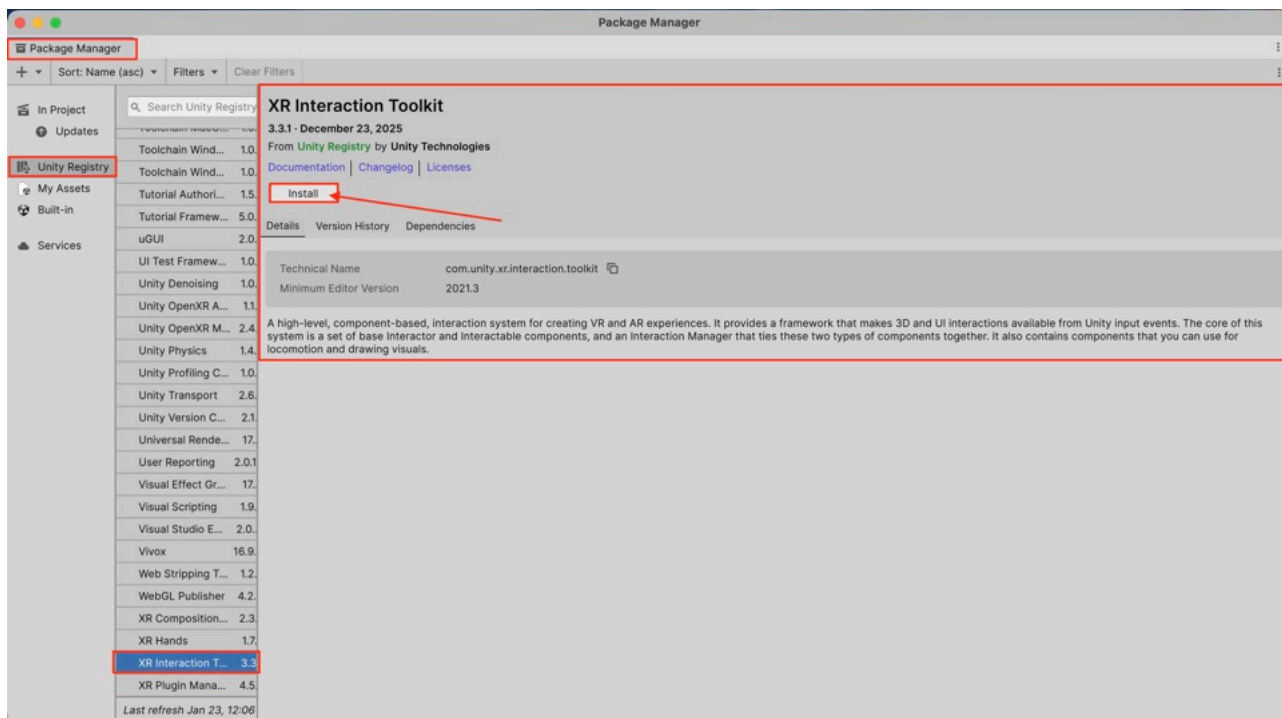 Package Manager
Package Manager
Sort: Name (asc)
Filters
Clear Filters
In Project
Updates
Unity Registry
My Assets
Built-in
Services
Search Unity Registry
Toolchain Wind... 1.0.
Toolchain Wind... 1.0.
Tutorial Authori... 1.5.
Tutorial Framew... 5.0.
uGUI 2.0.
UI Test Framew... 1.0.
Unity Denoising 1.0.
Unity OpenXR A... 1.1.
Unity OpenXR M... 2.4.
Unity Physics 1.4.
Unity Profiling C... 1.0.
Unity Transport 2.6.
Unity Version C... 2.1.
Universal Rende... 17..
User Reporting 2.0.1
Visual Effect Gr... 17..
Visual Scripting 1.9.
Visual Studio E... 2.0..
Vivox 16.9.
Web Stripping T... 1.2.
WebGL Publisher 4.2.
XR Composition... 2.3.
XR Hands 1.7.
XR Interaction T... 3.3
XR Plugin Mana... 4.5.
Last refresh Jan 23, 12:06
XR Interaction Toolkit
3.3.1 · December 23, 2025
From Unity Registry by Unity Technologies
Documentation | Changelog | Licenses
Install
Details Version History Dependencies
Technical Name com.unity.xr.interaction.toolkit
Minimum Editor Version 2021.3
A high-level, component-based, interaction system for creating VR and AR experiences. It provides a framework that makes 3D and UI interactions available from Unity input events. The core of this
system is a set of base Interactor and Interactable components, and an Interaction Manager that ties these two types of components together. It also contains components that you can use for
locomotion and drawing visuals.